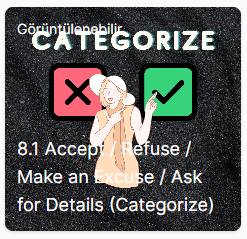 Görüntülenebilir
CATEGORIZE
8.1 Accept / Refuse /
Make an Excuse / Ask
for Details (Categorize)